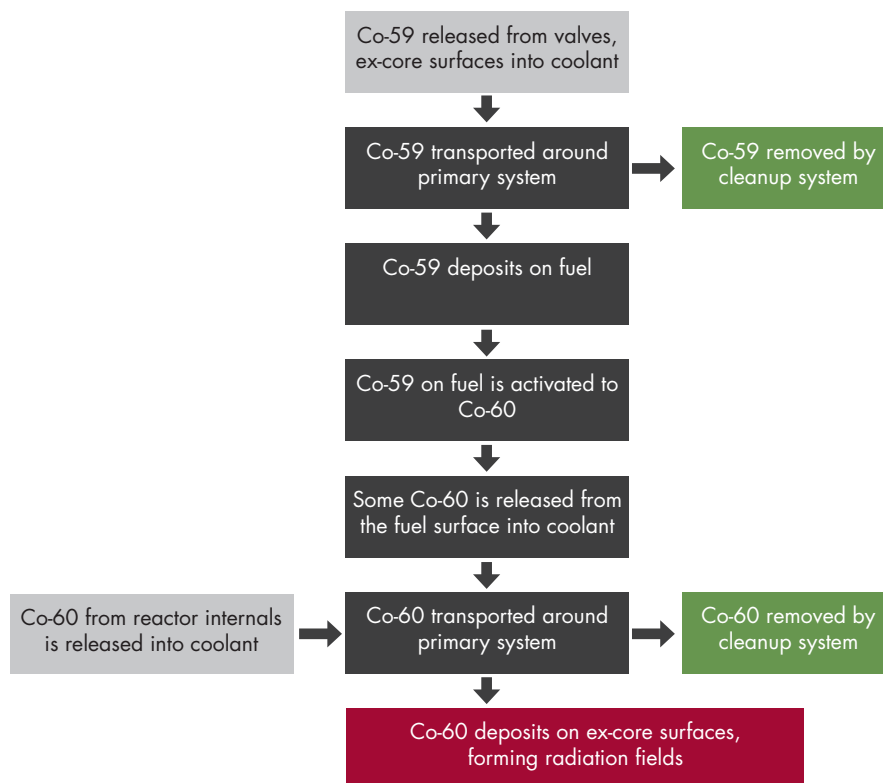 Co-59 released from valves,
ex-core surfaces into coolant
Co-59 transported around
primary system
Co-59 removed by
cleanup system
Co-59 deposits on fuel
Co-59 on fuel is activated to
Co-60
Some Co-60 is released from
the fuel surface into coolant
Co-60 from reactor internals
is released into coolant
Co-60 transported around
primary system
Co-60 removed by
cleanup system
Co-60 deposits on ex-core surfaces,
forming radiation fields